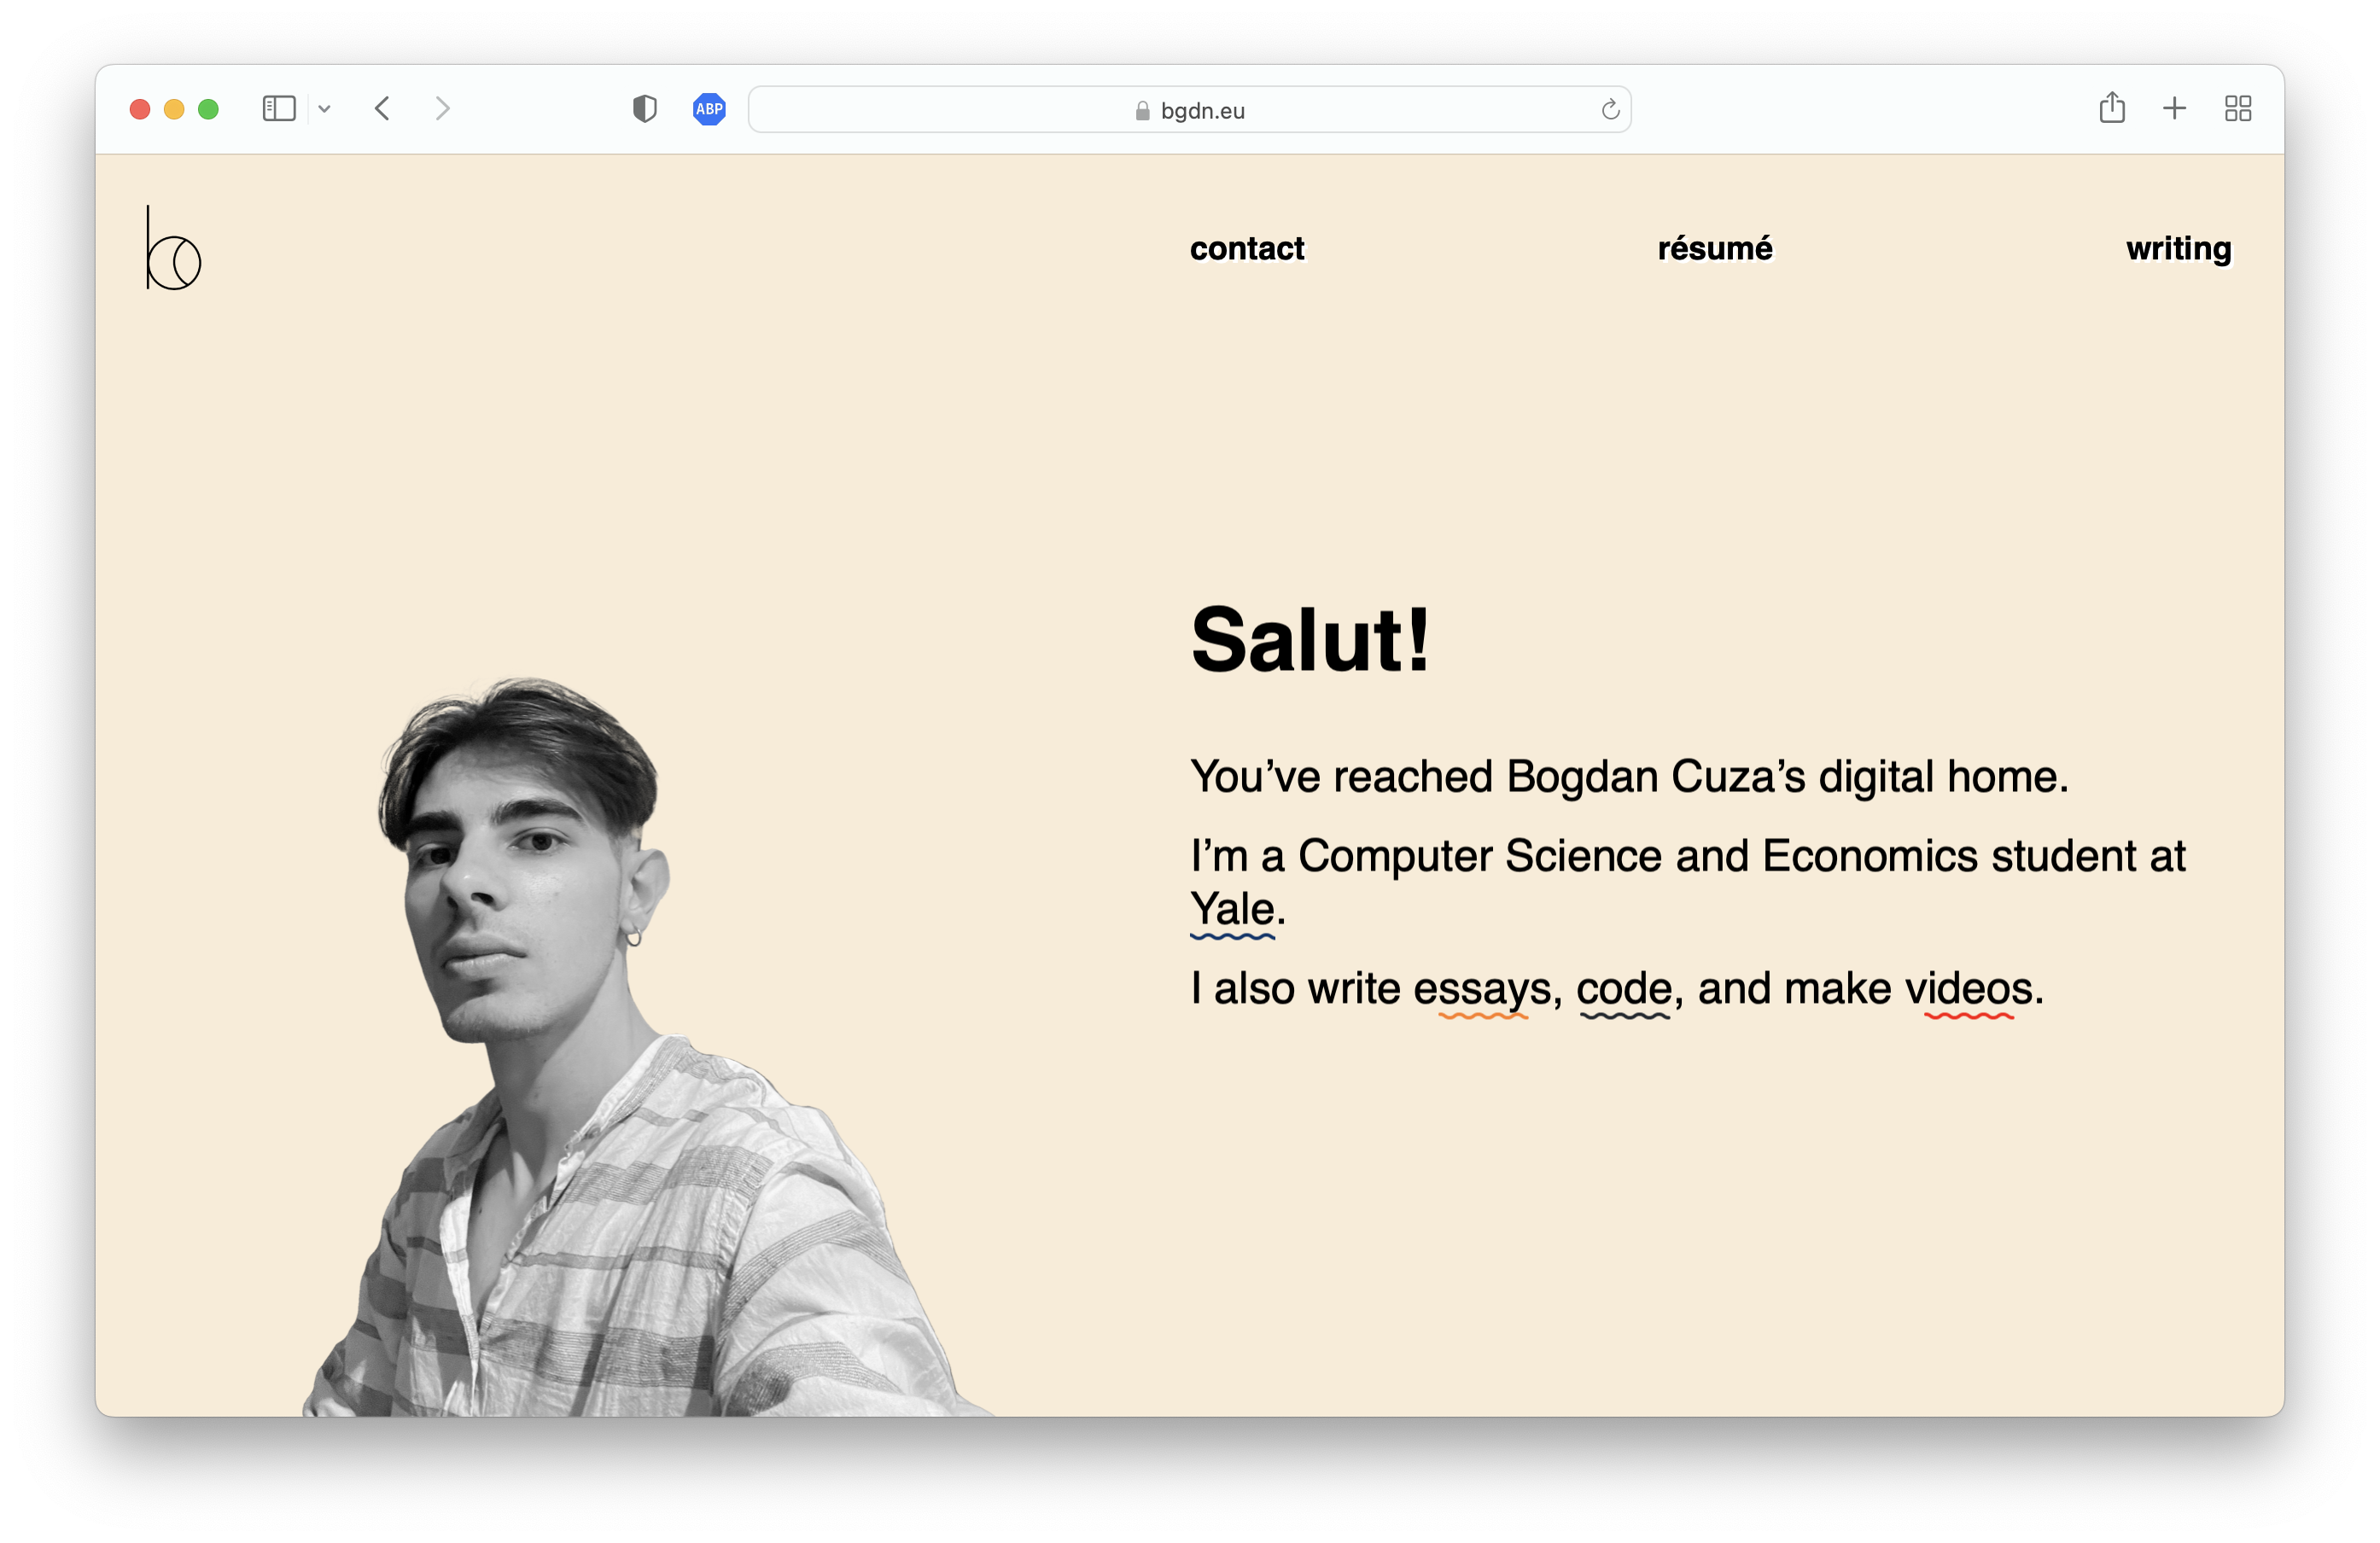 ABP
bgdn.eu
b
contact résumé writing
Salut!
You’ve reached Bogdan Cuza’s digital home.
I’m a Computer Science and Economics student at
Yale.
I also write essays, code, and make videos.